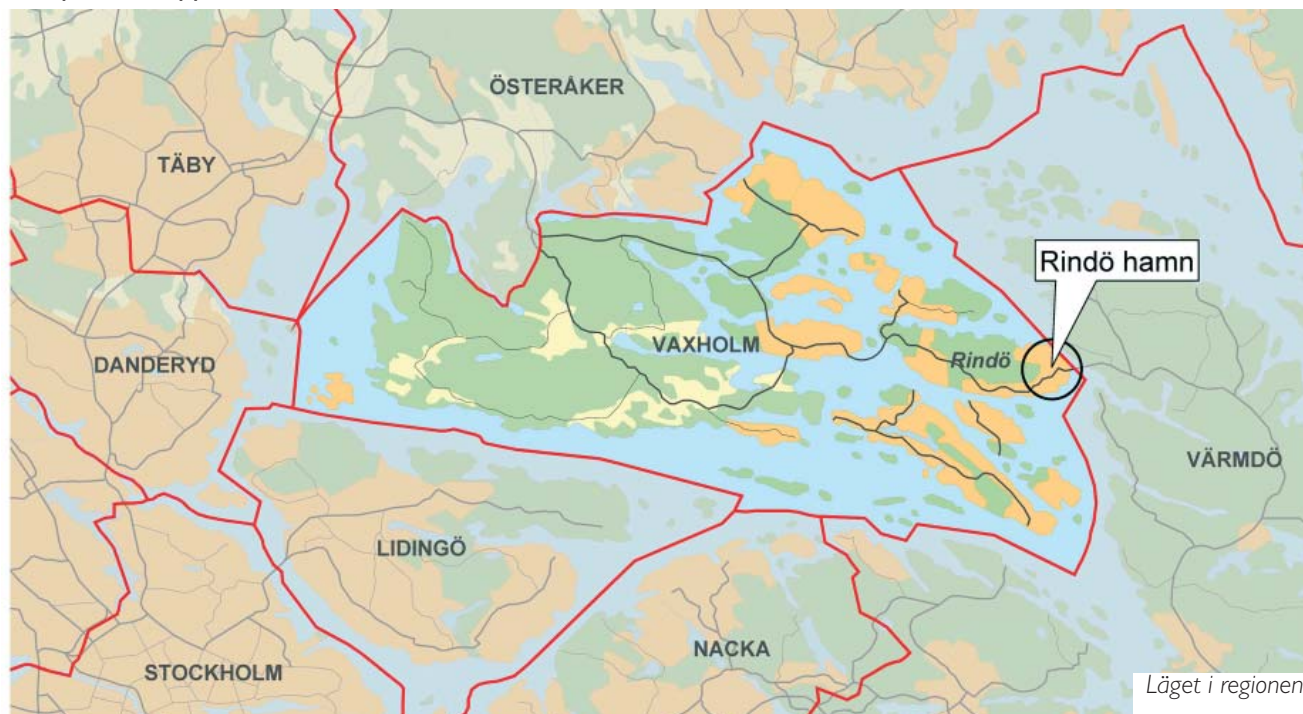 ÖSTERÅKER
TÄBY
Rindö hamn
VAXHOLM
Rindö
DANDERYD
VÄRMDÖ
LIDINGÖ
NACKA
STOCKHOLM
Läget i regionen